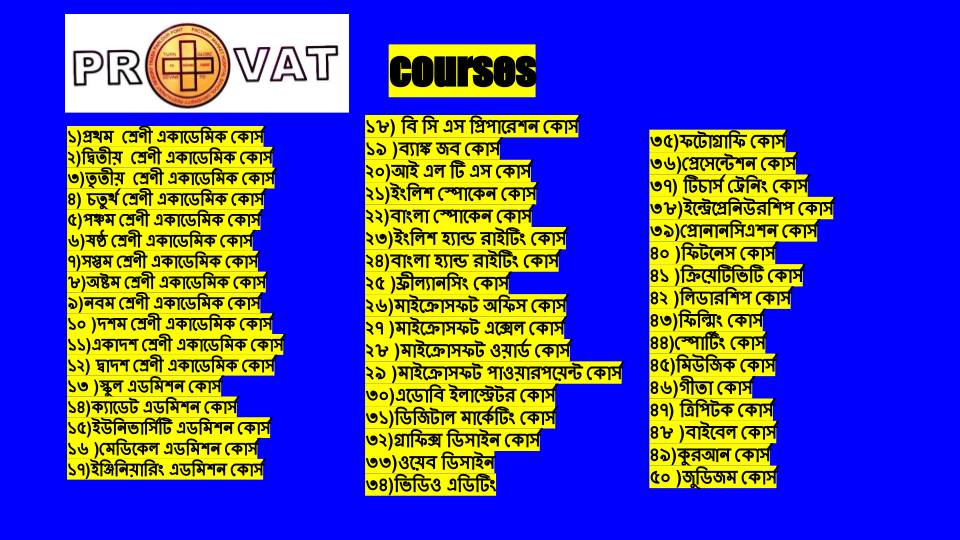 PROVAT
courses
১)প্রথম শ্রেণী একাডেমিক কোর্স
২)দ্বিতীয় শ্রেণী একাডেমিক কোর্স
৩)তৃতীয় শ্রেণী একাডেমিক কোর্স
৪) চতুর্থ শ্রেণী একাডেমিক কোর্স
৫)পঞ্চম শ্রেণী একাডেমিক কোর্স
৬)ষষ্ঠ শ্রেণী একাডেমিক কোর্স
৭)সপ্তম শ্রেণী একাডেমিক কোর্স
৮)অষ্টম শ্রেণী একাডেমিক কোর্স
৯)নবম শ্রেণী একাডেমিক কোর্স
১০ )দশম শ্রেণী একাডেমিক কোর্স
১১)একাদশ শ্রেণী একাডেমিক কোর্স
১২) দ্বাদশ শ্রেণী একাডেমিক কোর্স
১৩ )স্কুল এডমিশন কোর্স
১৪)ক্যাডেট এডমিশন কোর্স
১৫)ইউনিভার্সিটি এডমিশন কোর্স
১৬ )মেডিকেল এডমিশন কোর্স
১৭)ইঞ্জিনিয়ারিং এডমিশন কোর্স
১৮) বি সি এস প্রিপারেশন কোর্স
১৯ )ব্যাঙ্ক জব কোর্স
২০)আই এল টি এস কোর্স
২১)ইংলিশ স্পোকেন কোর্স
২২)বাংলা স্পোকেন কোর্স
২৩)ইংলিশ হ্যান্ড রাইটিং কোর্স
২৪)বাংলা হ্যান্ড রাইটিং কোর্স
২৫ )ফ্রীল্যানসিং কোর্স
২৬)মাইক্রোসফট অফিস কোর্স
২৭ )মাইক্রোসফট এক্সেল কোর্স
২৮ )মাইক্রোসফট ওয়ার্ড কোর্স
২৯ )মাইক্রোসফট পাওয়ারপয়েন্ট কোর্স
৩০)এডোবি ইলাস্ট্রেটর কোর্স
৩১)ডিজিটাল মার্কেটিং কোর্স
৩২)গ্রাফিক্স ডিসাইন কোর্স
৩৩)ওয়েব ডিসাইন
৩৪)ভিডিও এডিটিং
৩৫)ফটোগ্রাফি কোর্স
৩৬)প্রেসেন্টেশন কোর্স
৩৭) টিচার্স ট্রেনিং কোর্স
৩৮)ইন্ট্রেপ্রেনিউরশিপ কোর্স
৩৯)প্রোনানসিএশন কোর্স
৪০ )ফিটনেস কোর্স
৪১ )ক্রিয়েটিভিটি কোর্স
৪২ )লিডারশিপ কোর্স
৪৩)ফিল্মিং কোর্স
৪৪)স্পোর্টিং কোর্স
৪৫)মিউজিক কোর্স
৪৬)গীতা কোর্স
৪৭) ত্রিপিটক কোর্স
৪৮ )বাইবেল কোর্স
৪৯)কুরআন কোর্স
৫০ )জুডিজম কোর্স